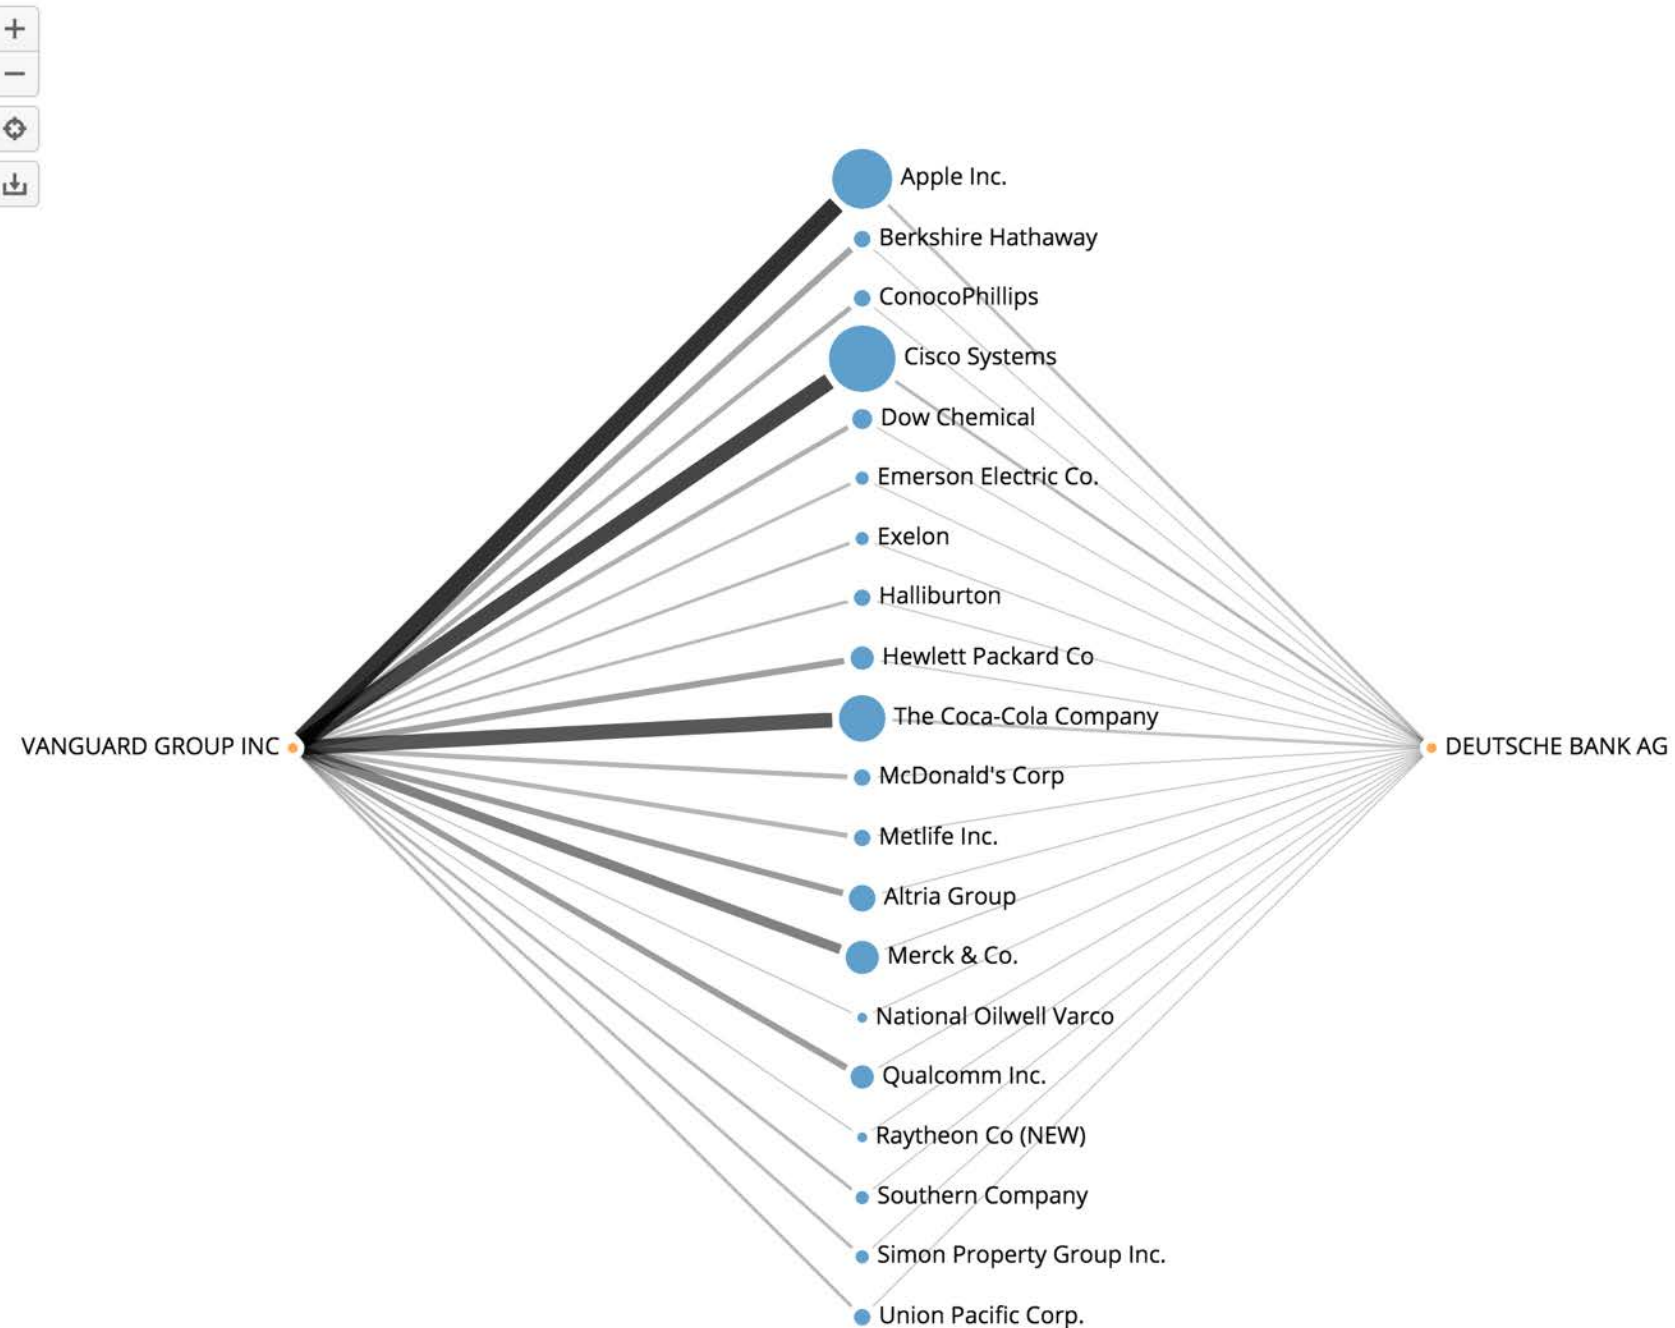 Apple Inc.
Berkshire Hathaway
ConocoPhillips
Cisco Systems
Dow Chemical
Emerson Electric Co.
Exelon
Halliburton
Hewlett Packard Co
The Coca-Cola Company
VANGUARD GROUP INC
DEUTSCHE BANK AG
McDonald's Corp
Metlife Inc.
Altria Group
Merck & Co.
National Oilwell Varco
Qualcomm Inc.
Raytheon Co (NEW)
Southern Company
Simon Property Group Inc.
Union Pacific Corp.